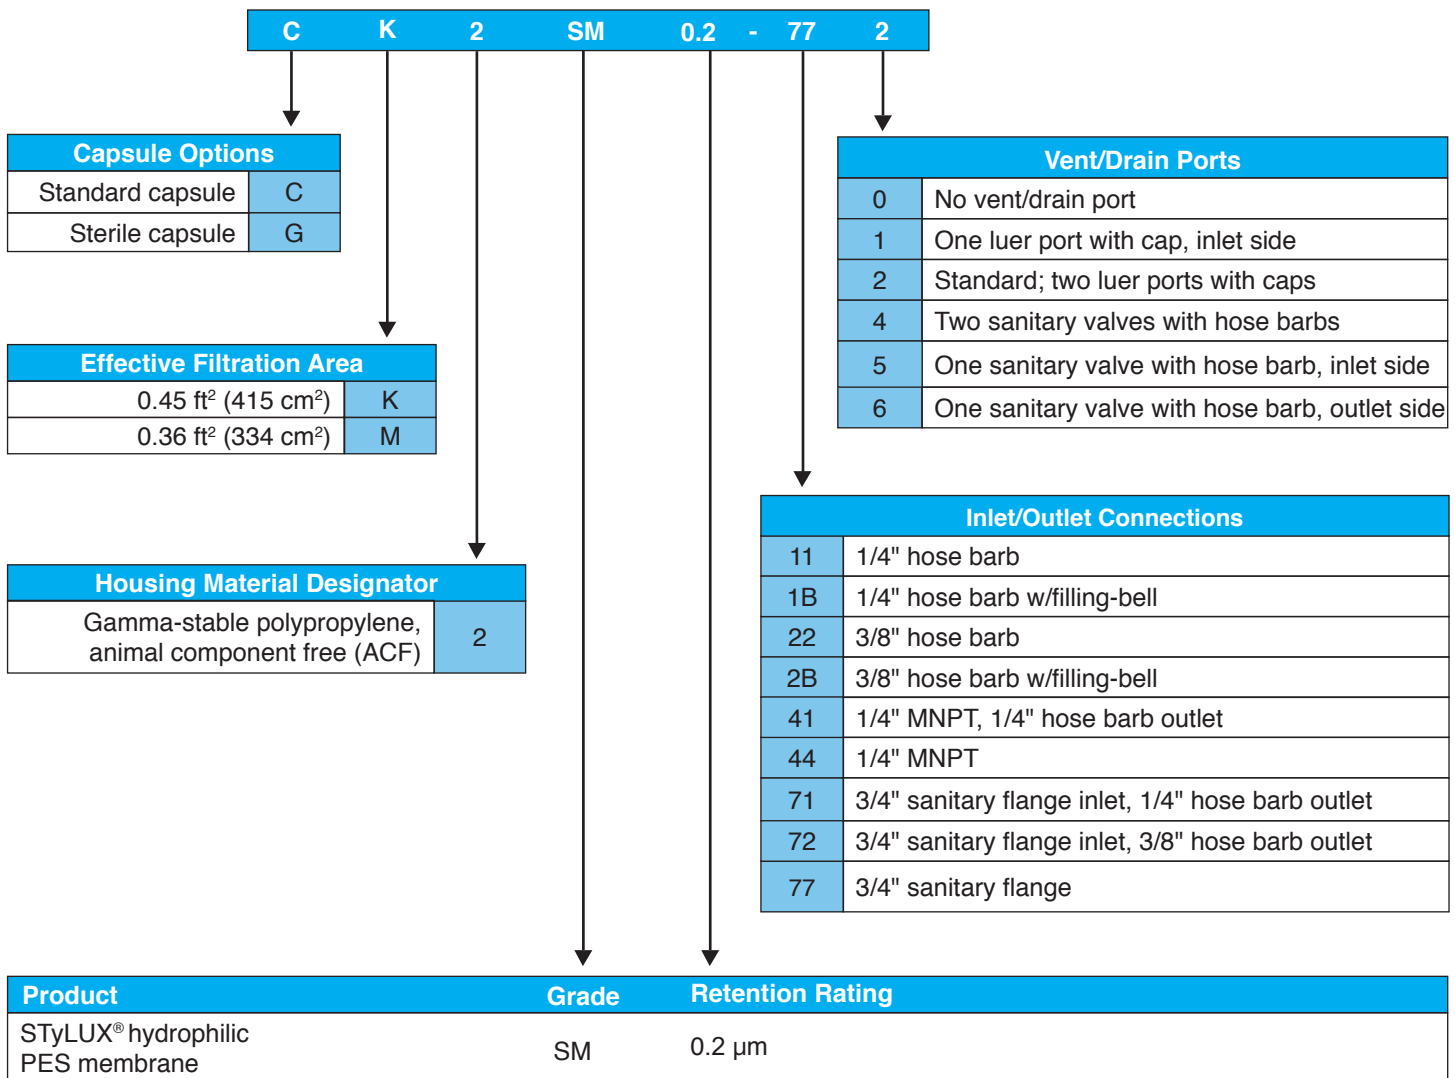 C K 2 SM 0.2 - 77 2
Capsule Options
Standard capsule C
Sterile capsule G
Effective Filtration Area
0.45 ft² (415 cm²) K
0.36 ft² (334 cm²) M
Housing Material Designator
Gamma-stable polypropylene,
animal component free (ACF) 2
Vent/Drain Ports
0 No vent/drain port
1 One luer port with cap, inlet side
2 Standard; two luer ports with caps
4 Two sanitary valves with hose barbs
5 One sanitary valve with hose barb, inlet side
6 One sanitary valve with hose barb, outlet side
Inlet/Outlet Connections
11 1/4" hose barb
1B 1/4" hose barb w/filling-bell
22 3/8" hose barb
2B 3/8" hose barb w/filling-bell
41 1/4" MNPT, 1/4" hose barb outlet
44 1/4" MNPT
71 3/4" sanitary flange inlet, 1/4" hose barb outlet
72 3/4" sanitary flange inlet, 3/8" hose barb outlet
77 3/4" sanitary flange
Product Grade Retention Rating
STyLUX® hydrophilic
PES membrane SM 0.2 µm